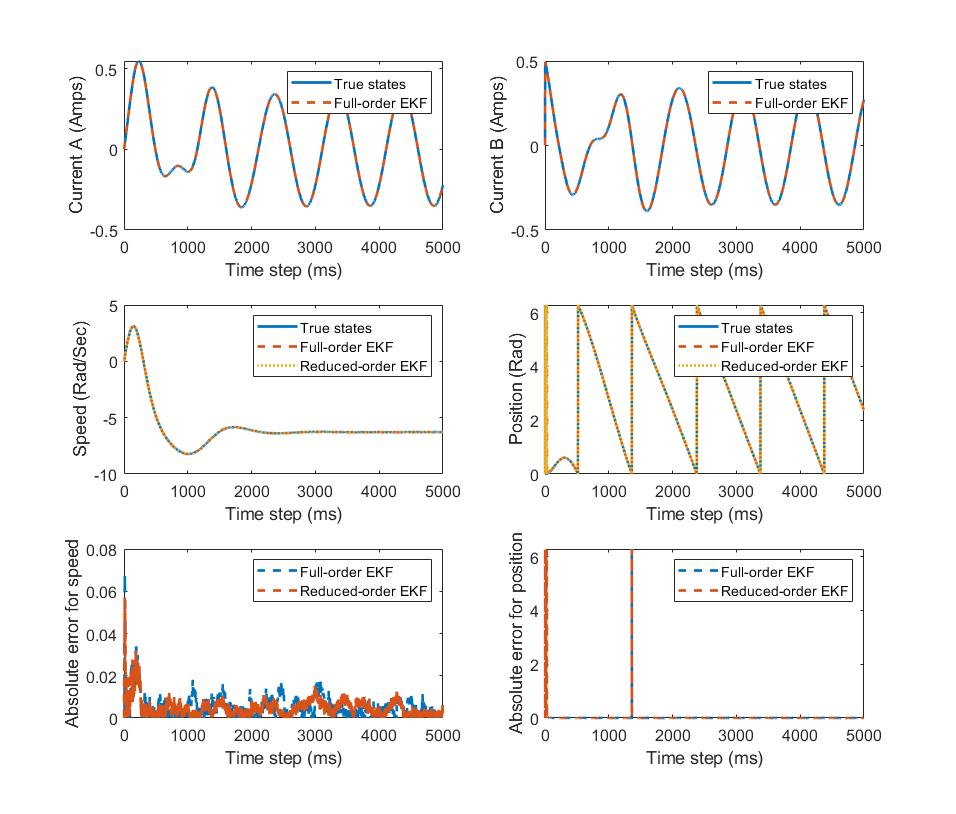 Current A (Amps)
0.5
0
-0.5
True states
Full-order EKF
0 1000 2000 3000 4000 5000
Time step (ms)
Current B (Amps)
0.5
0
-0.5
True states
Full-order EKF
0 1000 2000 3000 4000 5000
Time step (ms)
Speed (Rad/Sec)
5
0
-5
-10
True states
Full-order EKF
Reduced-order EKF
0 1000 2000 3000 4000 5000
Time step (ms)
Position (Rad)
6
4
2
0
True states
Full-order EKF
Reduced-order EKF
0 1000 2000 3000 4000 5000
Time step (ms)
Absolute error for speed
0.08
0.06
0.04
0.02
0
Full-order EKF
Reduced-order EKF
0 1000 2000 3000 4000 5000
Time step (ms)
Absolute error for position
6
4
2
0
Full-order EKF
Reduced-order EKF
0 1000 2000 3000 4000 5000
Time step (ms)